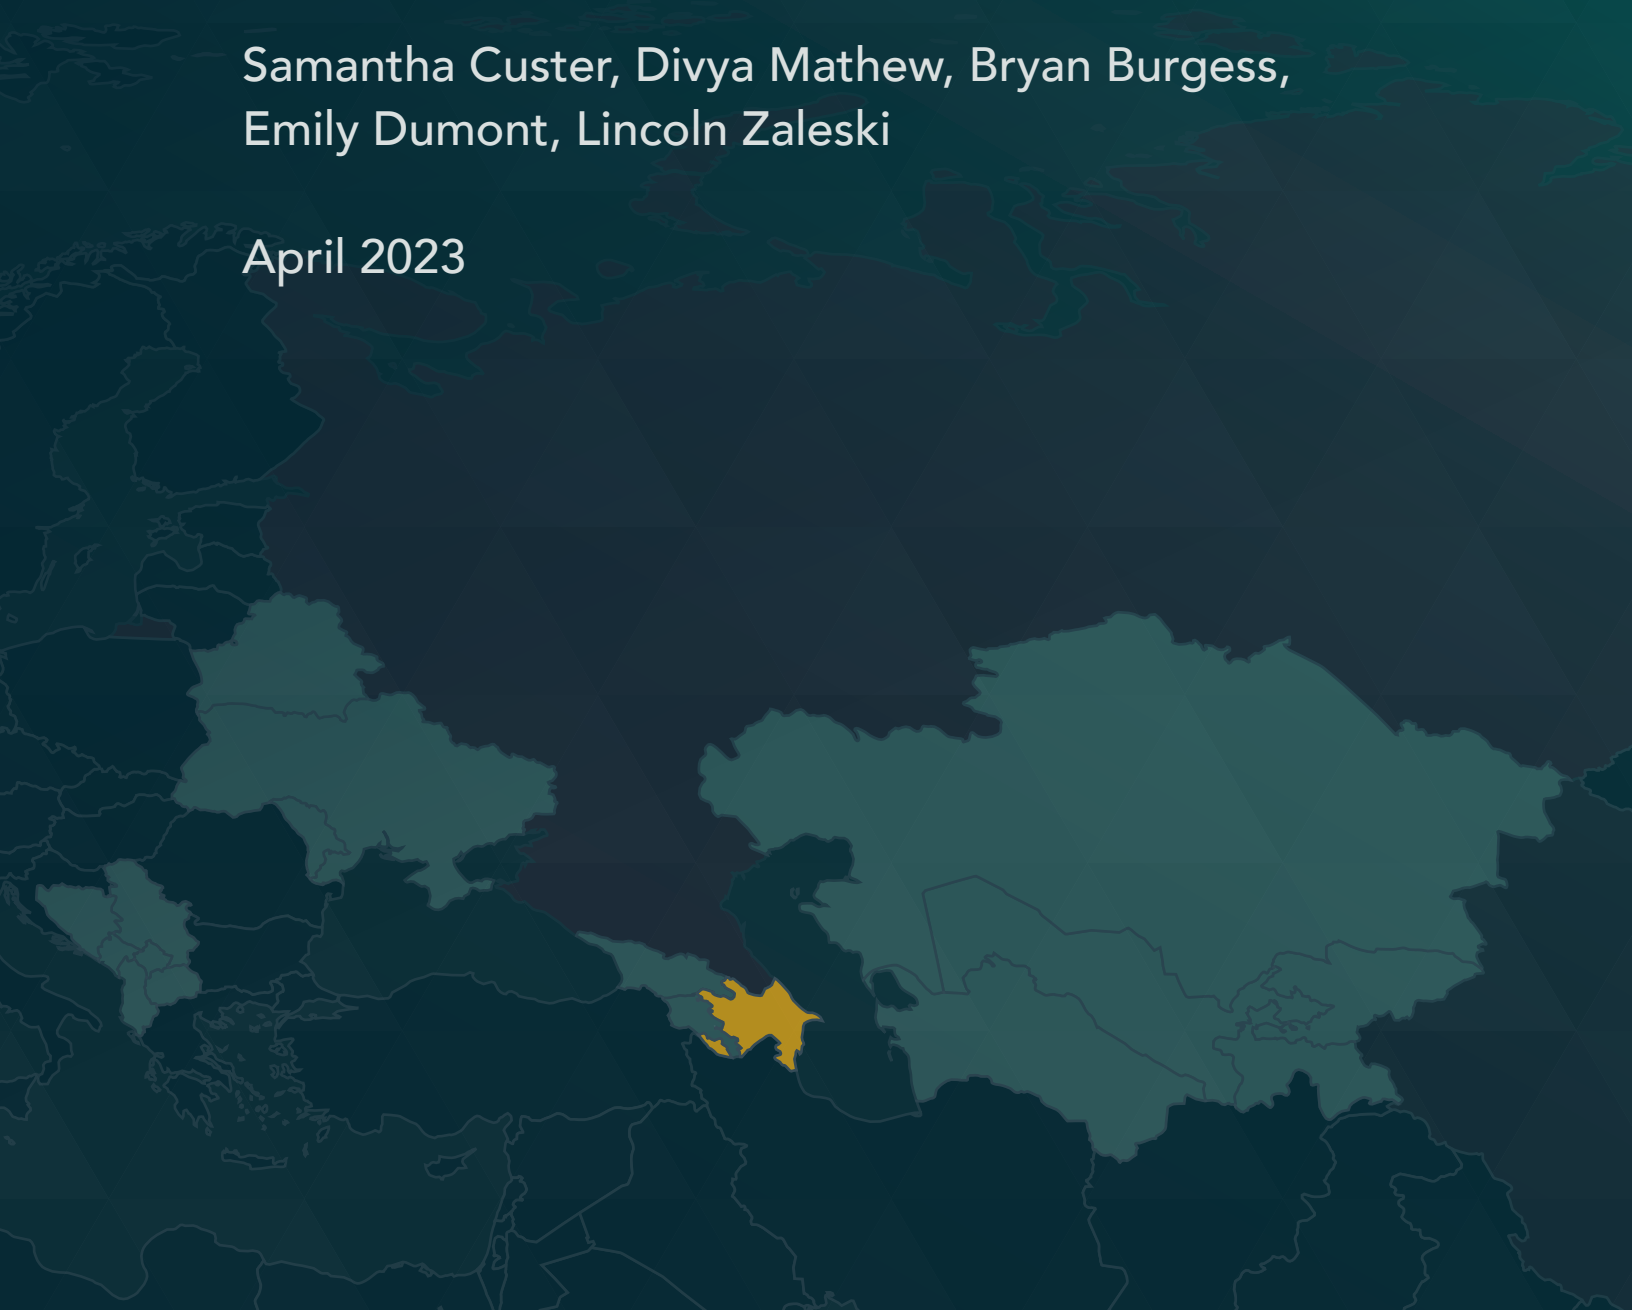 Samantha Custer, Divya Mathew, Bryan Burgess,
Emily Dumont, Lincoln Zaleski
April 2023